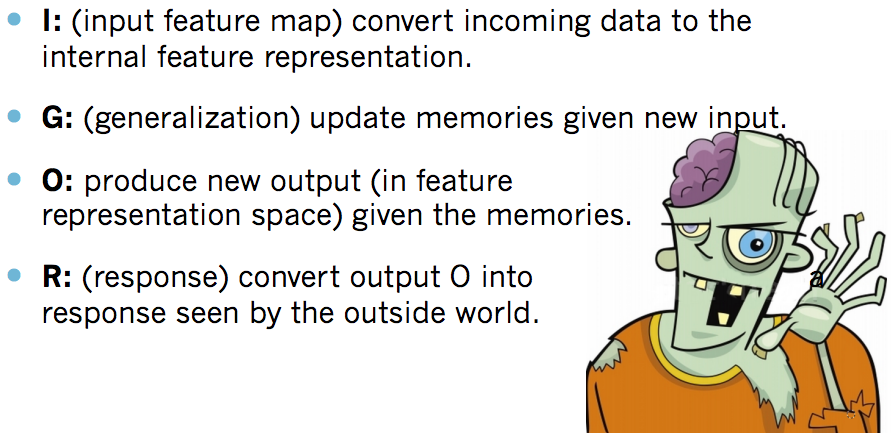 • I: (input feature map) convert incoming data to the
internal feature representation.
• G: (generalization) update memories given new input.
• O: produce new output (in feature
representation space) given the memories.
• R: (response) convert output O into
response seen by the outside world.
a